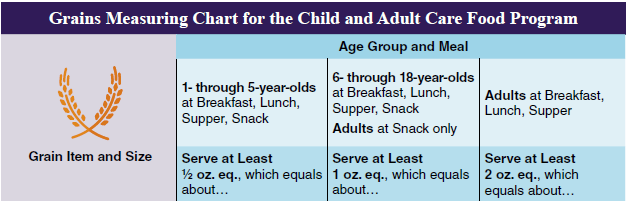 Grains Measuring Chart for the Child and Adult Care Food Program
Grain Item and Size
Age Group and Meal
1- through 5-year-olds
at Breakfast, Lunch,
Supper, Snack
6- through 18-year-olds
at Breakfast, Lunch,
Supper, Snack
Adults at Snack only
Adults at Breakfast,
Lunch, Supper
Serve at Least
½ oz. eq., which equals
about…
Serve at Least
1 oz. eq., which equals
about…
Serve at Least
2 oz. eq., which
equals about…